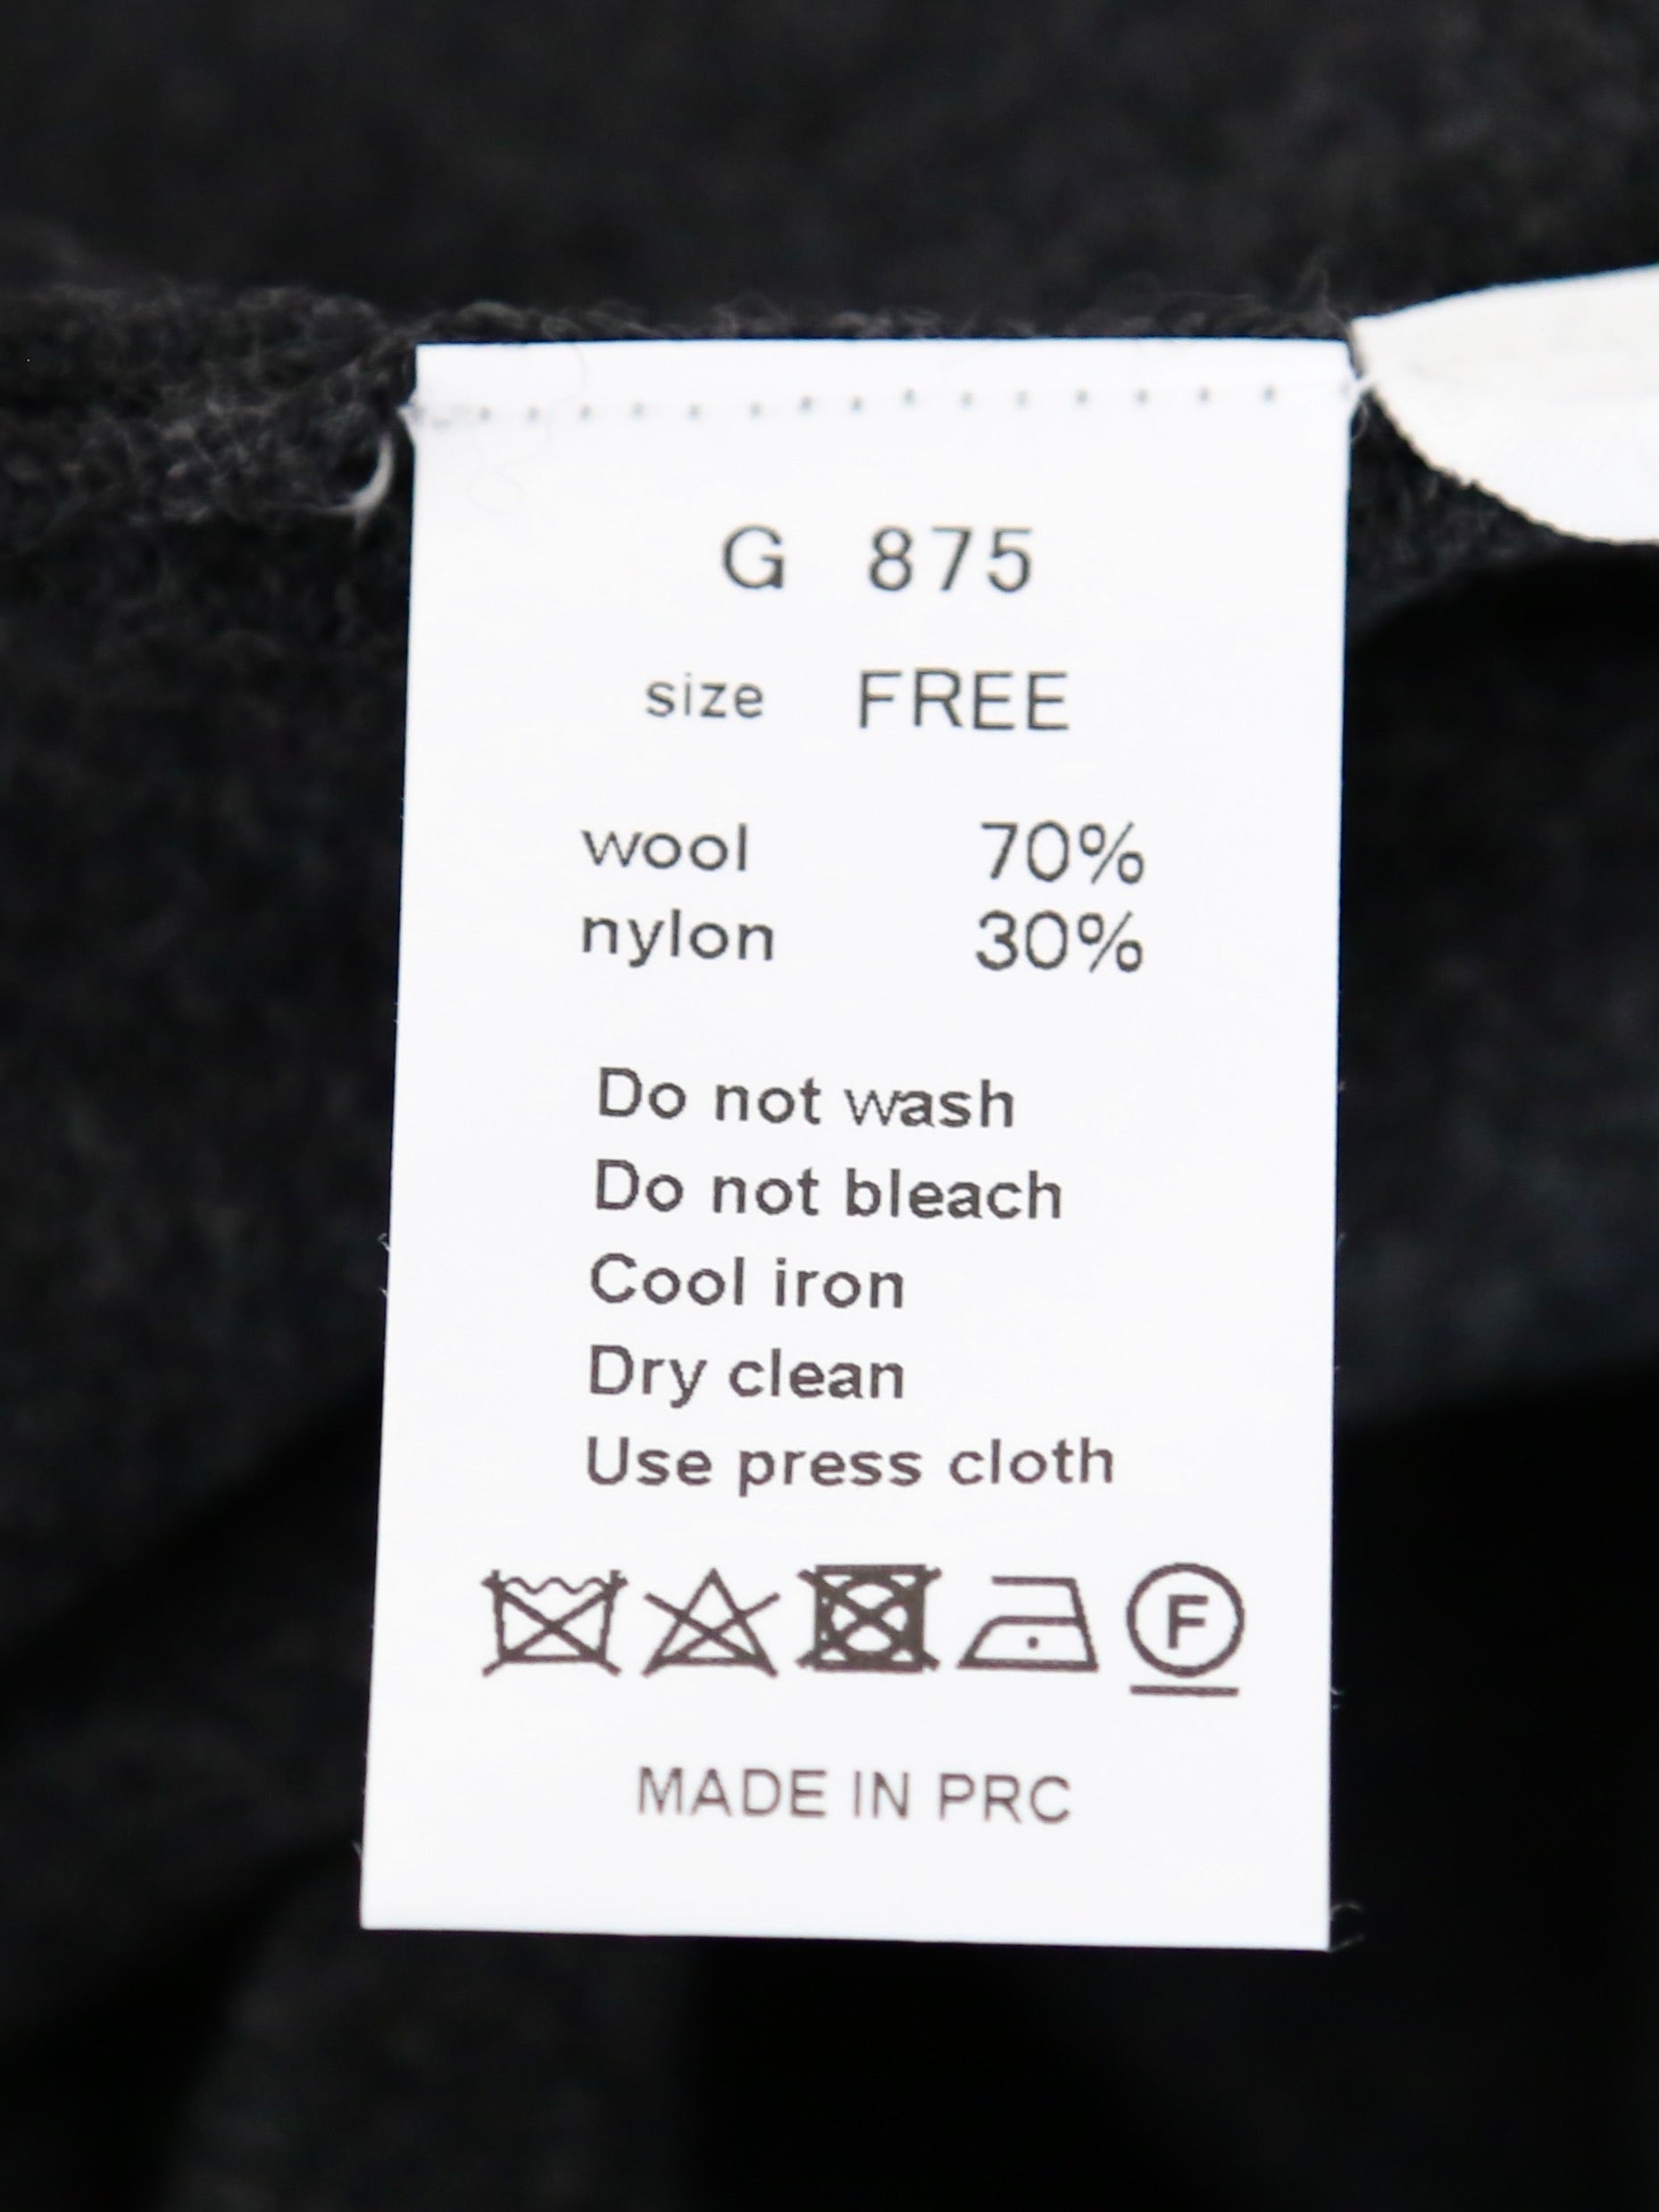 G 875
size FREE
wool 70%
nylon 30%
Do not wash
Do not bleach
Cool iron
Dry clean
Use press cloth
F
MADE IN PRC